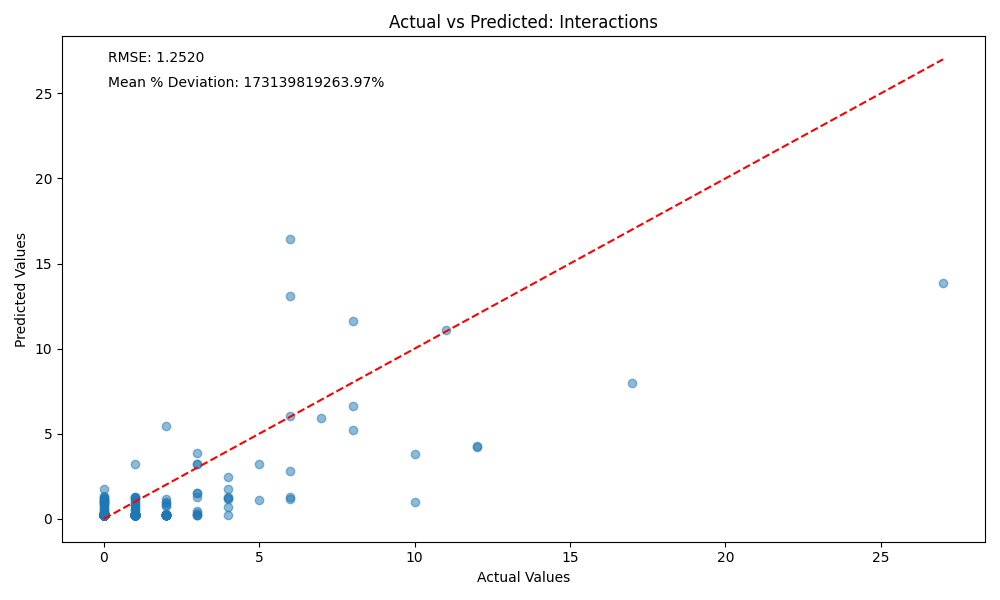 Actual vs Predicted: Interactions
RMSE: 1.2520
Mean % Deviation: 173139819263.97%
25
20
15
10
5
0
Predicted Values
0 5 10 15 20 25
Actual Values